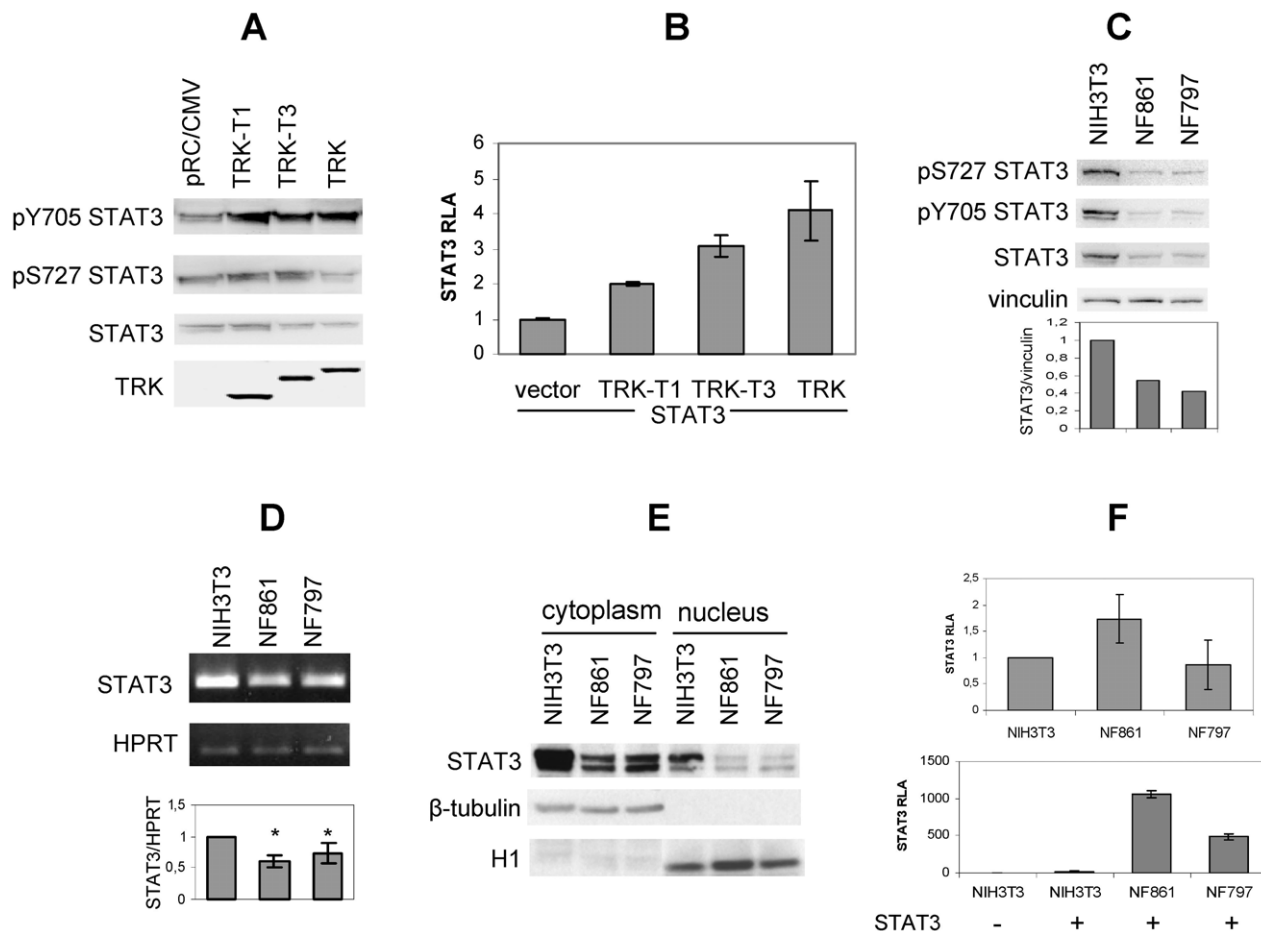 A
pRC/CMV
TRK-T1
TRK-T3
TRK
pY705 STAT3
pS727 STAT3
STAT3
TRK
B
STAT3 RLA
6
5
4
3
2
1
0
vector TRK-T1 TRK-T3 TRK
STAT3
C
NIH3T3
NF861
NF797
pS727 STAT3
pY705 STAT3
STAT3
vinculin
STAT3/vinculin
1,2
1
0,8
0,6
0,4
0,2
0
D
NIH3T3
NF861
NF797
STAT3
HPRT
STAT3/HPRT
1,5
1
0,5
0
* *
E
cytoplasm nucleus
NIH3T3
NF861
NF797
NIH3T3
NF861
NF797
STAT3
β-tubulin
H1
F
STAT3 RLA
2,5
2
1,5
1
0,5
0
NIH3T3 NF861 NF797
STAT3 RLA
1500
1000
500
0
NIH3T3 NIH3T3 NF861 NF797
STAT3 - + + +